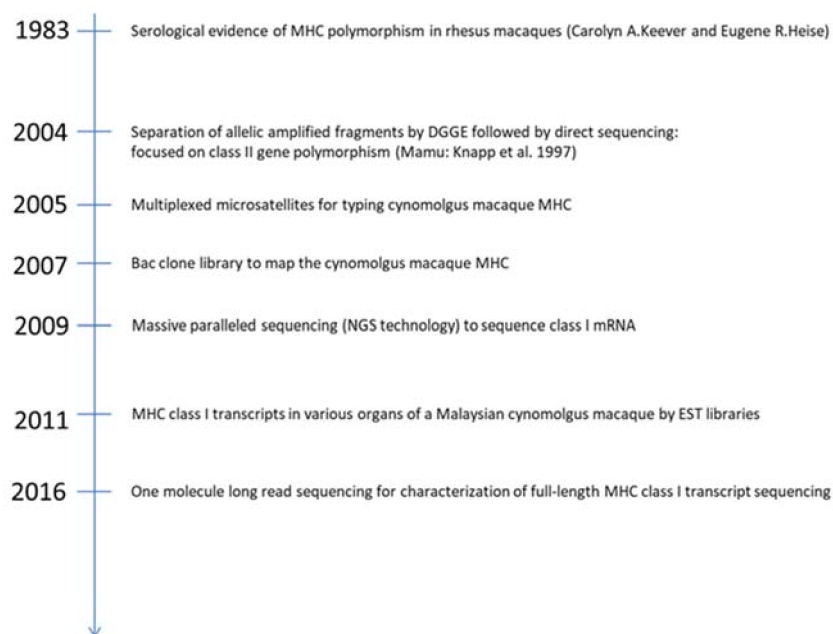 1983 Serological evidence of MHC polymorphism in rhesus macaques (Carolyn A.Keever and Eugene R.Heise)
2004 Separation of allelic amplified fragments by DGGE followed by direct sequencing:
focused on class II gene polymorphism (Mamu: Knapp et al. 1997)
2005 Multiplexed microsatellites for typing cynomolgus macaque MHC
2007 Bac clone library to map the cynomolgus macaque MHC
2009 Massive paralleled sequencing (NGS technology) to sequence class I mRNA
2011 MHC class I transcripts in various organs of a Malaysian cynomolgus macaque by EST libraries
2016 One molecule long read sequencing for characterization of full-length MHC class I transcript sequencing